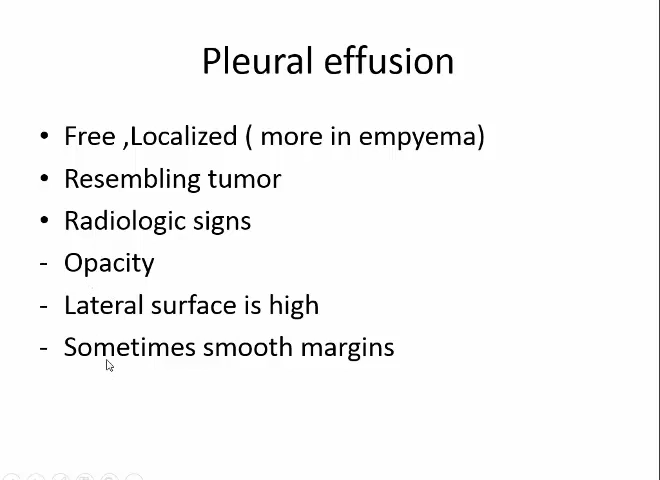 Pleural effusion
• Free ,Localized ( more in empyema)
• Resembling tumor
• Radiologic signs
- Opacity
- Lateral surface is high
- Sometimes smooth margins